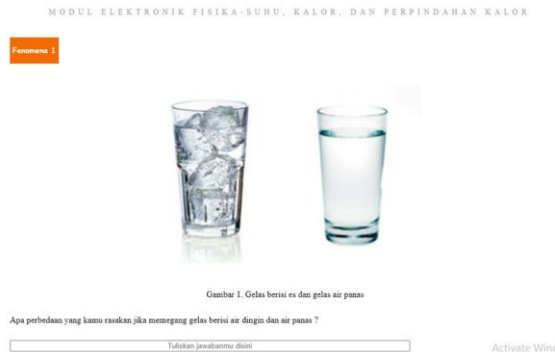 MODUL ELEKTRONIK FISIKA-SUHU, KALOR, DAN PERPINDAHAN KALOR
Fenomena 1
Gambar 1. Gelas berisi es dan gelas air panas
Apa perbedaan yang kamu rasakan jika memegang gelas berisi air dingin dan air panas ?
Tuliskan jawabanmu disini
Activate Wind